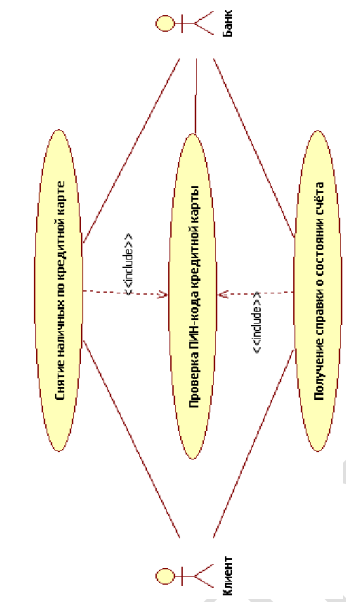 Снятие наличных по кредитной карте
<<include>>
Клиент
Проверка ПИН-кода кредитной карты
Банк
<<include>>
Получение справки о состоянии счёта